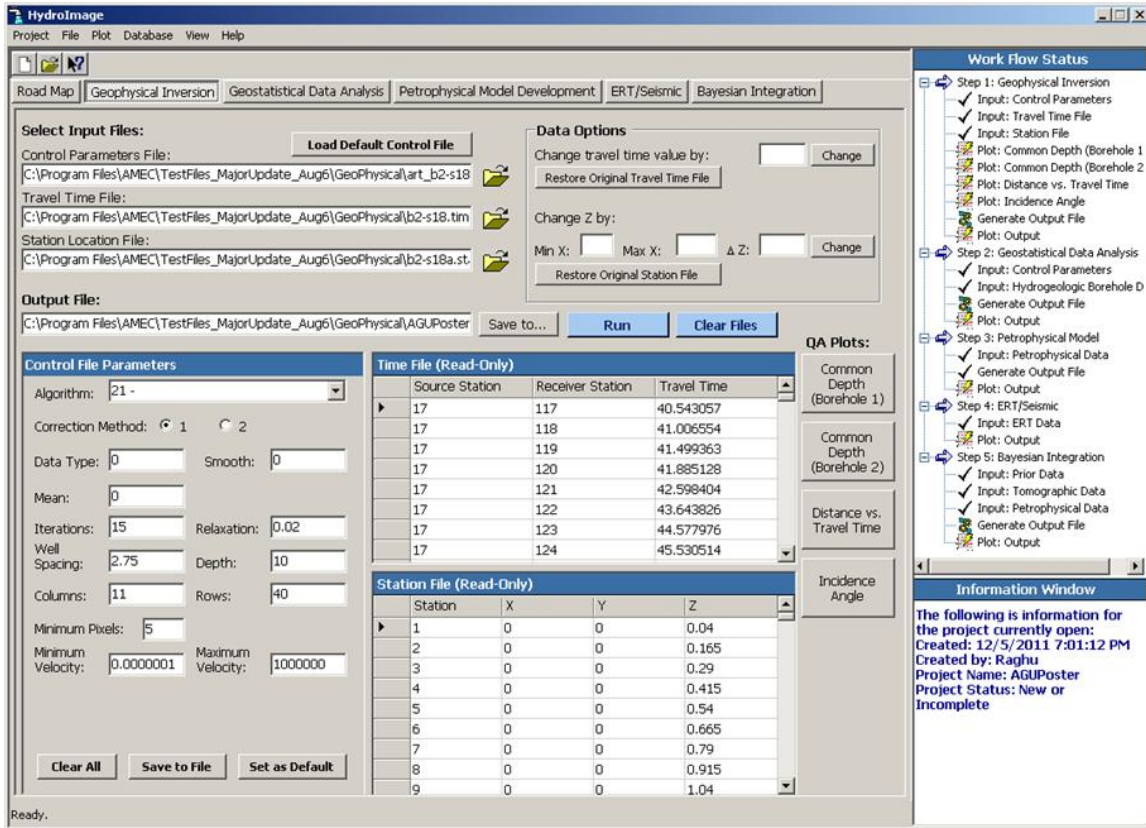 HydroImage
Project File Plot Database View Help
Road Map Geophysical Inversion Geostatistical Data Analysis Petrophysical Model Development ERT/Seismic Bayesian Integration
Select Input Files:
Load Default Control File
Control Parameters File:
C:\Program Files\AMEC\TestFiles_MajorUpdate_Aug6\GeoPhysical\art_b2-s18
Travel Time File:
C:\Program Files\AMEC\TestFiles_MajorUpdate_Aug6\GeoPhysical\b2-s18.tim
Station Location File:
C:\Program Files\AMEC\TestFiles_MajorUpdate_Aug6\GeoPhysical\b2-s18a.st
Output File:
C:\Program Files\AMEC\TestFiles_MajorUpdate_Aug6\GeoPhysical\AGUPoster
Save to... Run Clear Files
Data Options
Change travel time value by: Change
Restore Original Travel Time File
Change Z by:
Min X: Max X: Δ Z: Change
Restore Original Station File
Control File Parameters
Algorithm: 21 -
Correction Method: 1 2
Data Type: 0 Smooth: 0
Mean: 0
Iterations: 15 Relaxation: 0.02
Well Spacing: 2.75 Depth: 10
Columns: 11 Rows: 40
Minimum Pixels: 5
Minimum Velocity: 0.0000001 Maximum Velocity: 1000000
Clear All Save to File Set as Default
Time File (Read-Only)
Source Station Receiver Station Travel Time
17 117 40.543057
17 118 41.006554
17 119 41.499363
17 120 41.885128
17 121 42.598404
17 122 43.643826
17 123 44.577976
17 124 45.530514
Station File (Read-Only)
Station X Y Z
1 0 0 0.04
2 0 0 0.165
3 0 0 0.29
4 0 0 0.415
5 0 0 0.54
6 0 0 0.665
7 0 0 0.79
8 0 0 0.915
9 0 0 1.04
QA Plots:
Common Depth (Borehole 1)
Common Depth (Borehole 2)
Distance vs. Travel Time
Incidence Angle
Work Flow Status
Step 1: Geophysical Inversion
Input: Control Parameters
Input: Travel Time File
Input: Station File
Plot: Common Depth (Borehole 1
Plot: Common Depth (Borehole 2
Plot: Distance vs. Travel Time
Plot: Incidence Angle
Generate Output File
Plot: Output
Step 2: Geostatistical Data Analysis
Input: Control Parameters
Input: Hydrogeologic Borehole D
Generate Output File
Plot: Output
Step 3: Petrophysical Model
Input: Petrophysical Data
Generate Output File
Plot: Output
Step 4: ERT/Seismic
Input: ERT Data
Plot: Output
Step 5: Bayesian Integration
Input: Prior Data
Input: Tomographic Data
Input: Petrophysical Data
Generate Output File
Plot: Output
Information Window
The following is information for
the project currently open:
Created: 12/5/2011 7:01:12 PM
Created by: Raghu
Project Name: AGUPoster
Project Status: New or
Incomplete
Ready.